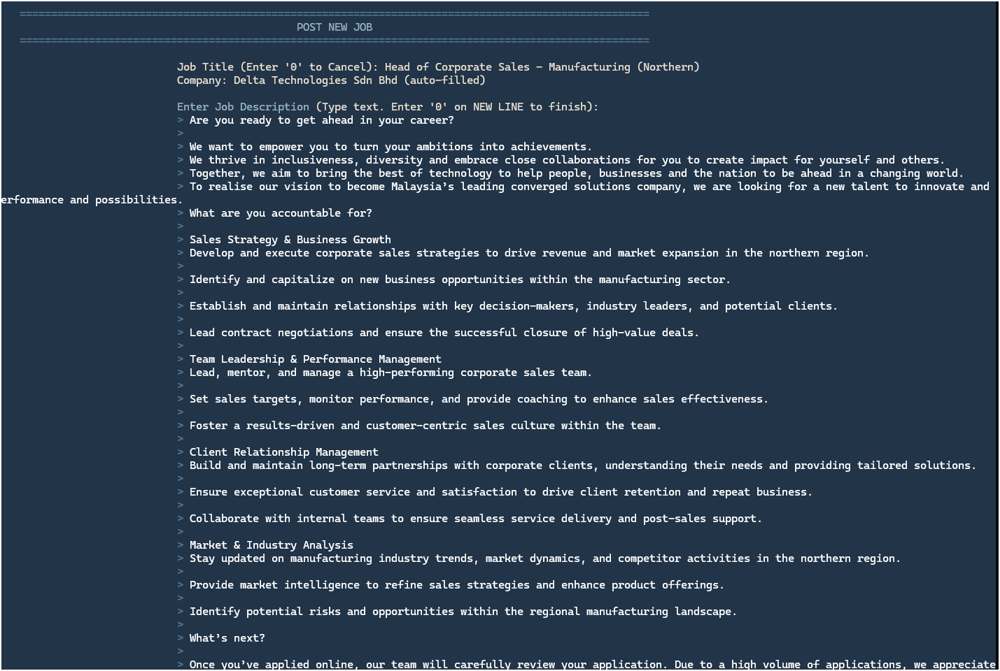 ====================================================================================================
POST NEW JOB
====================================================================================================
Job Title (Enter '0' to Cancel): Head of Corporate Sales – Manufacturing (Northern)
Company: Delta Technologies Sdn Bhd (auto-filled)
Enter Job Description (Type text. Enter '0' on NEW LINE to finish):
> Are you ready to get ahead in your career?
>
> We want to empower you to turn your ambitions into achievements.
> We thrive in inclusiveness, diversity and embrace close collaborations for you to create impact for yourself and others.
> Together, we aim to bring the best of technology to help people, businesses and the nation to be ahead in a changing world.
> To realise our vision to become Malaysia’s leading converged solutions company, we are looking for a new talent to innovate and
erformance and possibilities.
> What are you accountable for?
>
> Sales Strategy & Business Growth
> Develop and execute corporate sales strategies to drive revenue and market expansion in the northern region.
>
> Identify and capitalize on new business opportunities within the manufacturing sector.
>
> Establish and maintain relationships with key decision-makers, industry leaders, and potential clients.
>
> Lead contract negotiations and ensure the successful closure of high-value deals.
>
> Team Leadership & Performance Management
> Lead, mentor, and manage a high-performing corporate sales team.
>
> Set sales targets, monitor performance, and provide coaching to enhance sales effectiveness.
>
> Foster a results-driven and customer-centric sales culture within the team.
>
> Client Relationship Management
> Build and maintain long-term partnerships with corporate clients, understanding their needs and providing tailored solutions.
>
> Ensure exceptional customer service and satisfaction to drive client retention and repeat business.
>
> Collaborate with internal teams to ensure seamless service delivery and post-sales support.
>
> Market & Industry Analysis
> Stay updated on manufacturing industry trends, market dynamics, and competitor activities in the northern region.
>
> Provide market intelligence to refine sales strategies and enhance product offerings.
>
> Identify potential risks and opportunities within the regional manufacturing landscape.
>
> What’s next?
>
> Once you’ve applied online, our team will carefully review your application. Due to a high volume of applications, we appreciate